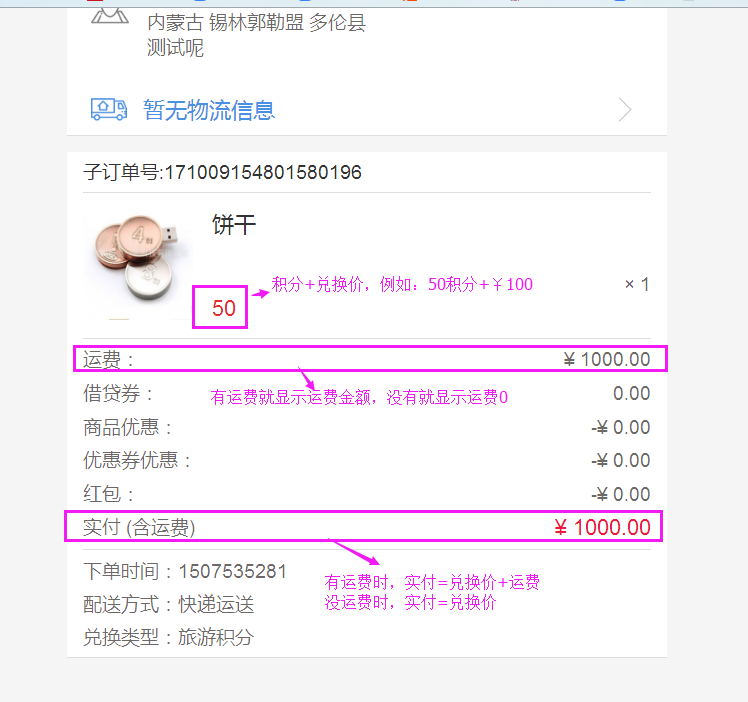 内蒙古 锡林郭勒盟 多伦县
测试呢
暂无物流信息
子订单号:171009154801580196
饼干
50
积分+兑换价，例如：50积分+￥100
× 1
运费： ¥ 1000.00
有运费就显示运费金额，没有就显示运费0
借贷券： 0.00
商品优惠： -¥ 0.00
优惠券优惠： -¥ 0.00
红包： -¥ 0.00
实付 (含运费) ¥ 1000.00
有运费时，实付=兑换价+运费
没运费时，实付=兑换价
下单时间：1507535281
配送方式：快递运送
兑换类型：旅游积分